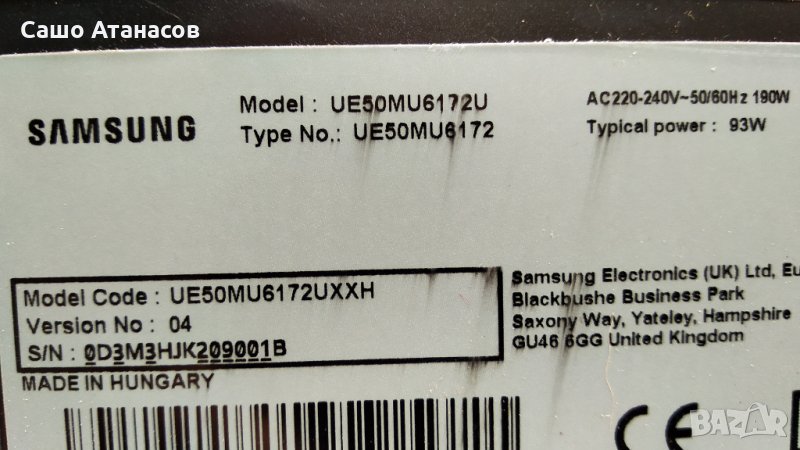 Сашо Атанасов
SAMSUNG
Model : UE50MU6172U
Type No.: UE50MU6172
AC220-240V~50/60Hz 190W
Typical power : 93W
Model Code : UE50MU6172UXXH
Version No : 04
S/N : 0D3M3HJK209001B
MADE IN HUNGARY
Samsung Electronics (UK) Ltd, Eu
Blackbushe Business Park
Saxony Way, Yateley, Hampshire
GU46 6GG United Kingdom
CE
BAZAR